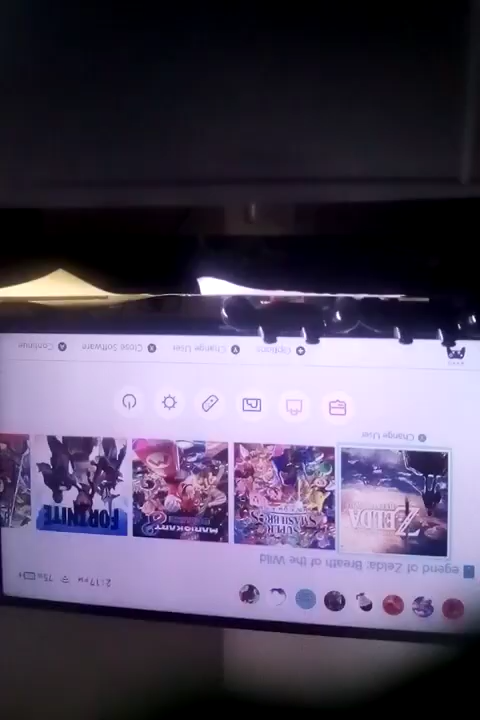 2:17 PM 75%
egend of Zelda: Breath of the Wild
ZELDA
SUPER
SMASH BROS
MARIOKART 8
FORTNITE
Change User
Options
Change User
Close Software
Continue